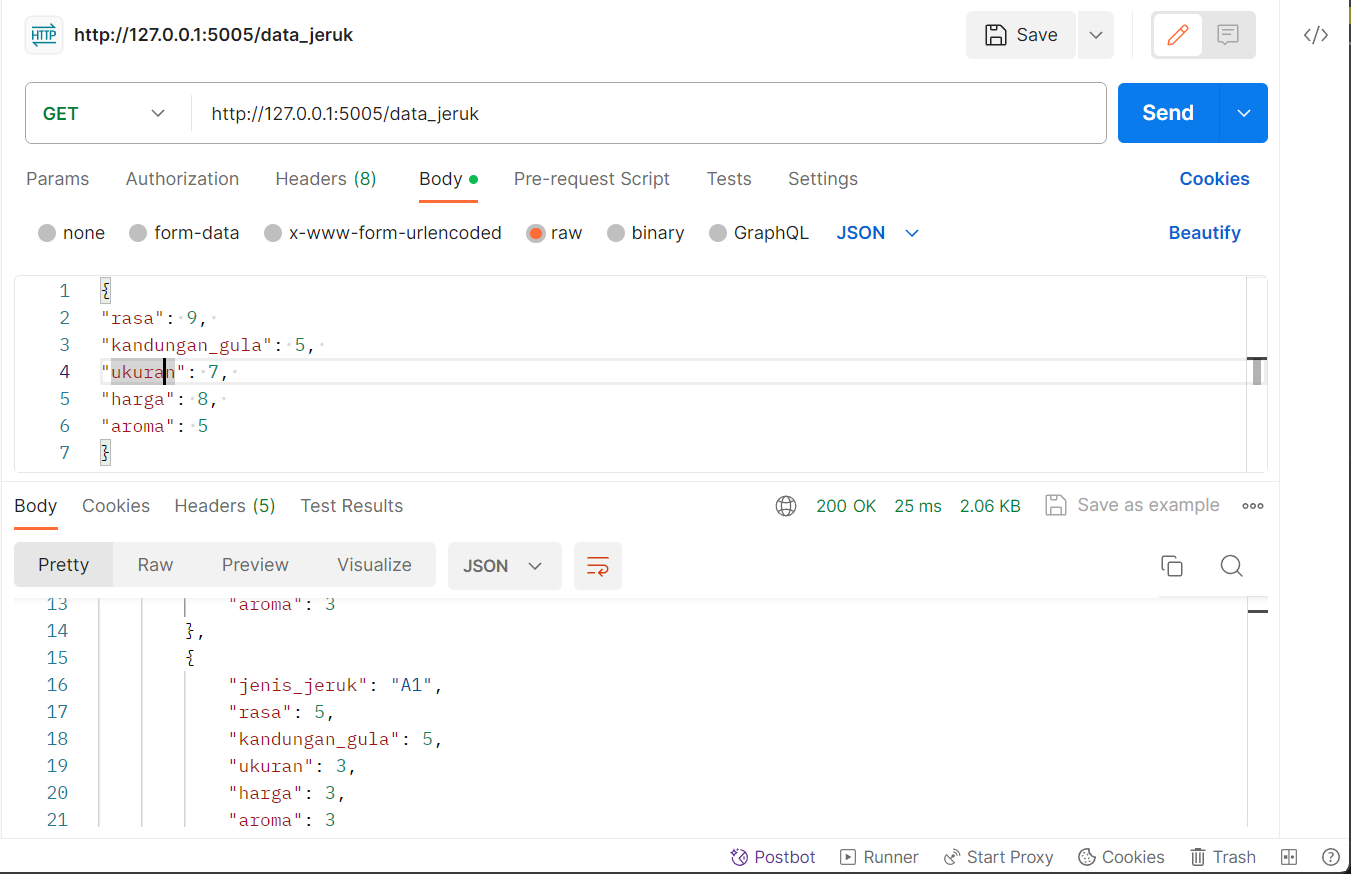 HTTP http://127.0.0.1:5005/data_jeruk Save
GET http://127.0.0.1:5005/data_jeruk Send
Params Authorization Headers (8) Body Pre-request Script Tests Settings Cookies
none form-data x-www-form-urlencoded raw binary GraphQL JSON Beautify
1 {
2 "rasa": 9,
3 "kandungan_gula": 5,
4 "ukuran": 7,
5 "harga": 8,
6 "aroma": 5
7 }
Body Cookies Headers (5) Test Results 200 OK 25 ms 2.06 KB Save as example
Pretty Raw Preview Visualize JSON
13 "aroma": 3
14 },
15 {
16 "jenis_jeruk": "A1",
17 "rasa": 5,
18 "kandungan_gula": 5,
19 "ukuran": 3,
20 "harga": 3,
21 "aroma": 3
Postbot Runner Start Proxy Cookies Trash